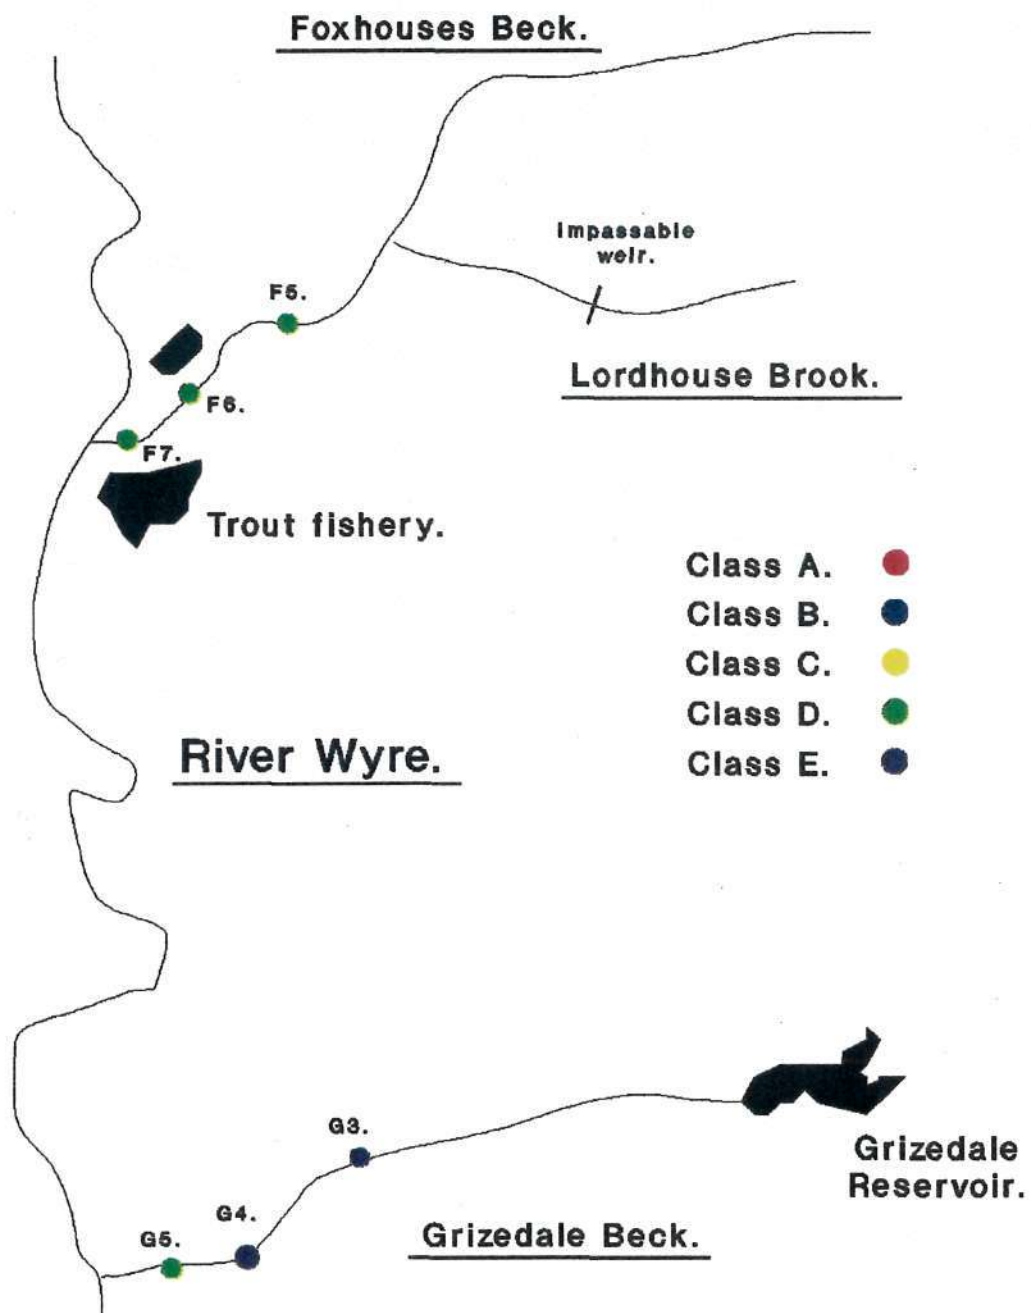 Foxhouses Beck.
Impassable
weir.
F5.
Lordhouse Brook.
F6.
F7.
Trout fishery.
Class A.
Class B.
Class C.
Class D.
Class E.
River Wyre.
G3.
Grizedale
Reservoir.
G4.
G5.
Grizedale Beck.